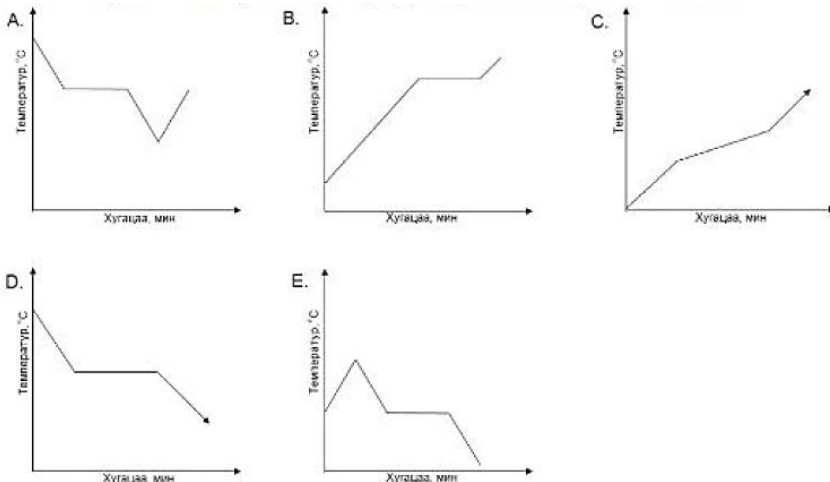 A.
Температур, °C
Хугацаа, мин
B.
Температур, °C
Хугацаа, мин
C.
Температур, °C
Хугацаа, мин
D.
Температур, °C
Хугацаа, мин
E.
Температур, °C
Хугацаа, мин